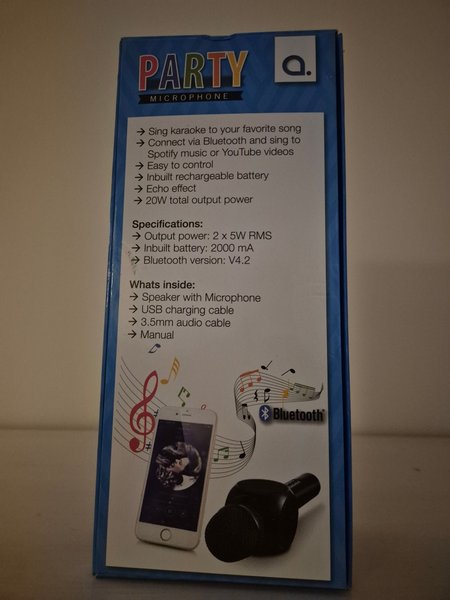 PARTY
a.
MICROPHONE
→ Sing karaoke to your favorite song
→ Connect via Bluetooth and sing to
Spotify music or YouTube videos
→ Easy to control
→ Inbuilt rechargeable battery
→ Echo effect
→ 20W total output power
Specifications:
→ Output power: 2 x 5W RMS
→ Inbuilt battery: 2000 mA
→ Bluetooth version: V4.2
Whats inside:
→ Speaker with Microphone
→ USB charging cable
→ 3.5mm audio cable
→ Manual
Bluetooth®